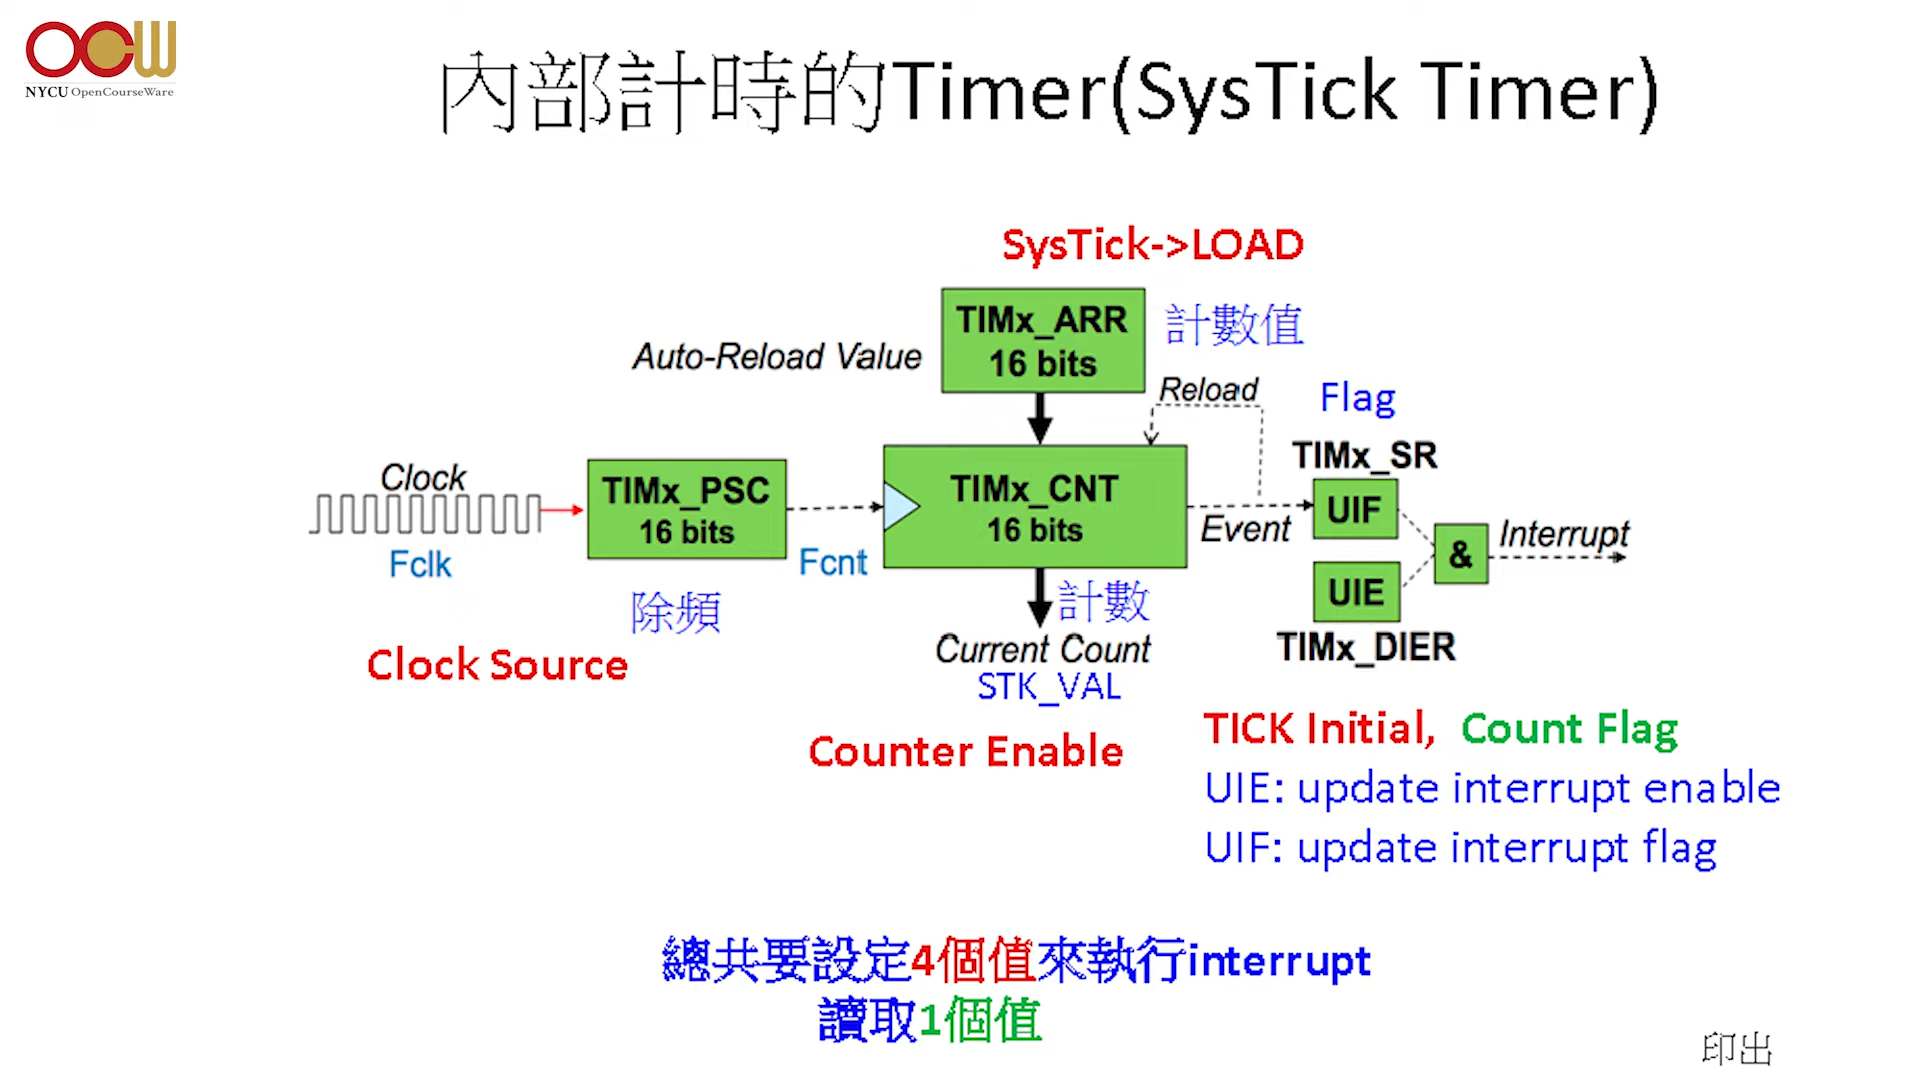 OCW
NYCU OpenCourseWare
內部計時的Timer(SysTick Timer)
SysTick->LOAD
TIMx_ARR
16 bits
計數值
Auto-Reload Value
Reload
Flag
TIMx_SR
Clock
TIMx_PSC
16 bits
TIMx_CNT
16 bits
UIF
Event
Interrupt
&
Fclk
Fcnt
UIE
除頻
計數
Current Count
TIMx_DIER
Clock Source
STK_VAL
TICK Initial, Count Flag
Counter Enable
UIE: update interrupt enable
UIF: update interrupt flag
總共要設定4個值來執行interrupt
讀取1個值
印出